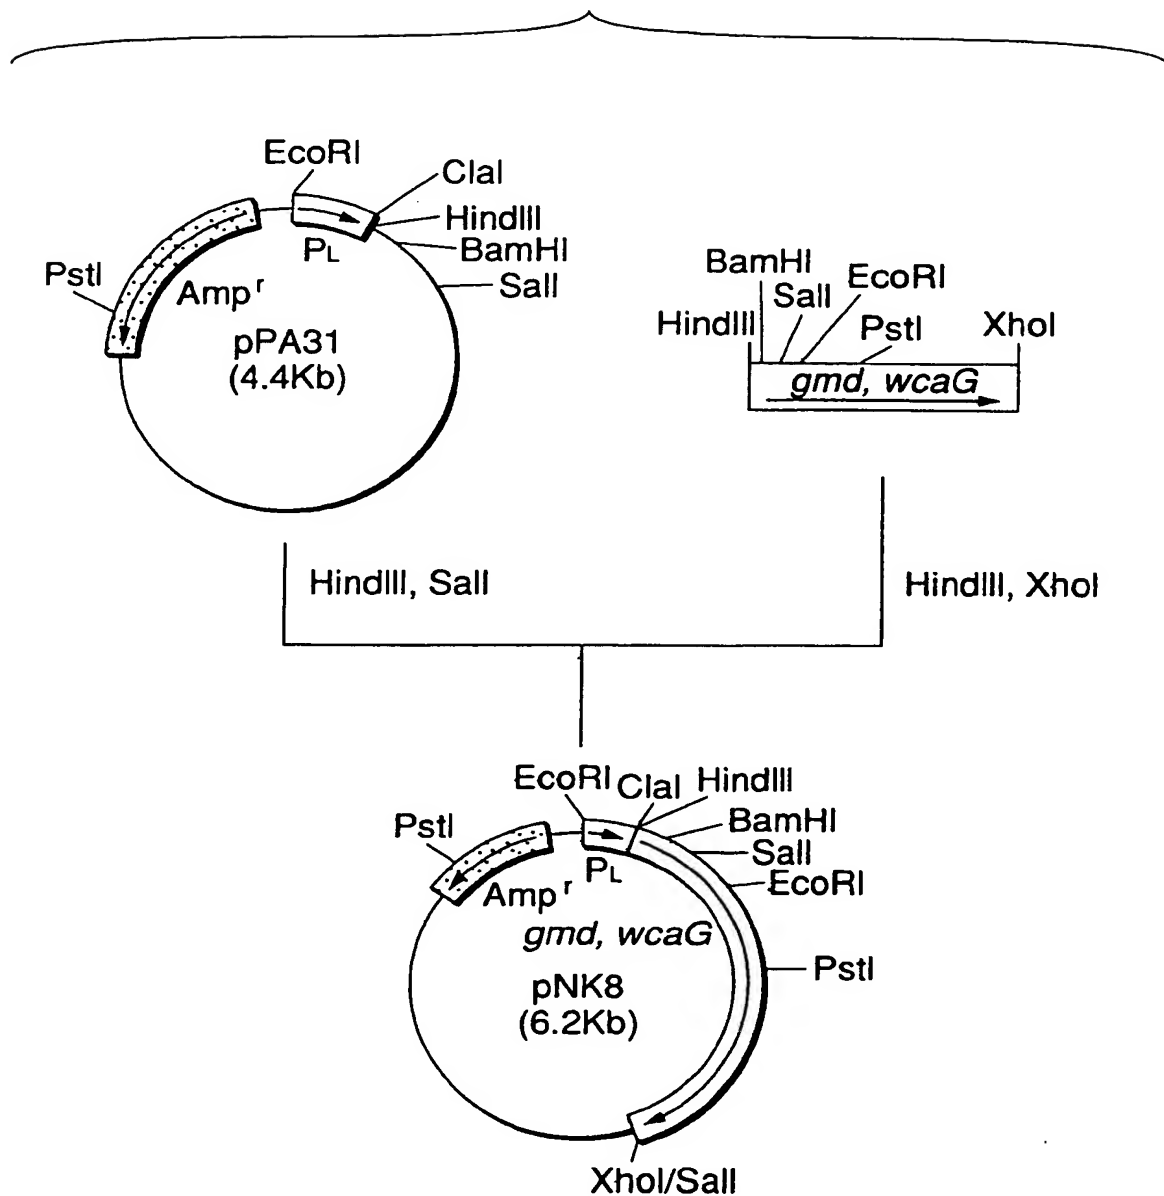 EcoRI
ClaI
HindIII
BamHI
SalI
PL
PstI
Amp r
pPA31
(4.4Kb)
BamHI
SalI
EcoRI
HindIII
PstI
XhoI
gmd, wcaG
HindIII, SalI
HindIII, XhoI
EcoRI
ClaI
HindIII
PstI
BamHI
SalI
PL
EcoRI
Amp r
gmd, wcaG
PstI
pNK8
(6.2Kb)
XhoI/SalI